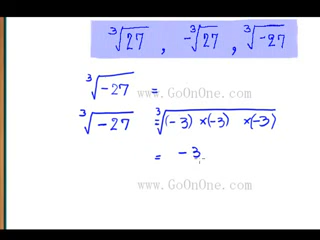 ∛27 , -∛27 , ∛-27
∛-27 =
www.GoOnOne.com
∛-27 = ∛(-3) × (-3) × (-3)
= -3
www.GoOnOne.com